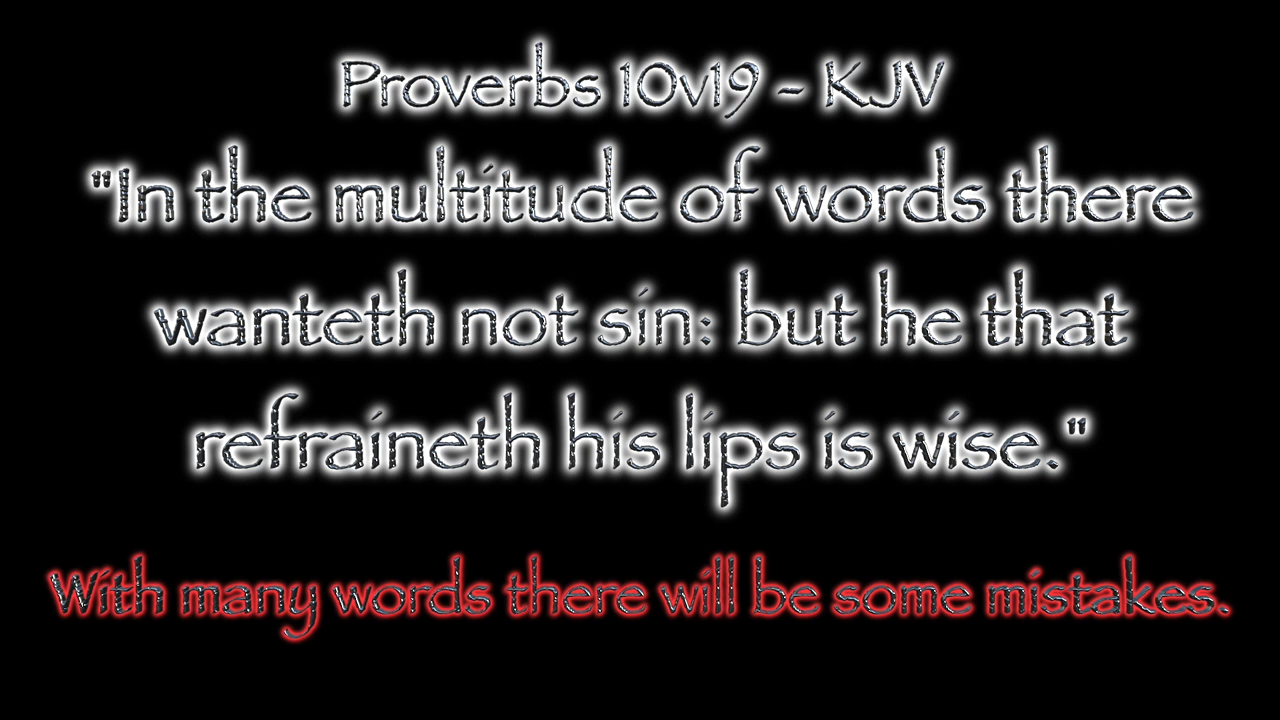 Proverbs 10v19 - KJV
"In the multitude of words there
wanteth not sin: but he that
refraineth his lips is wise."
With many words there will be some mistakes.